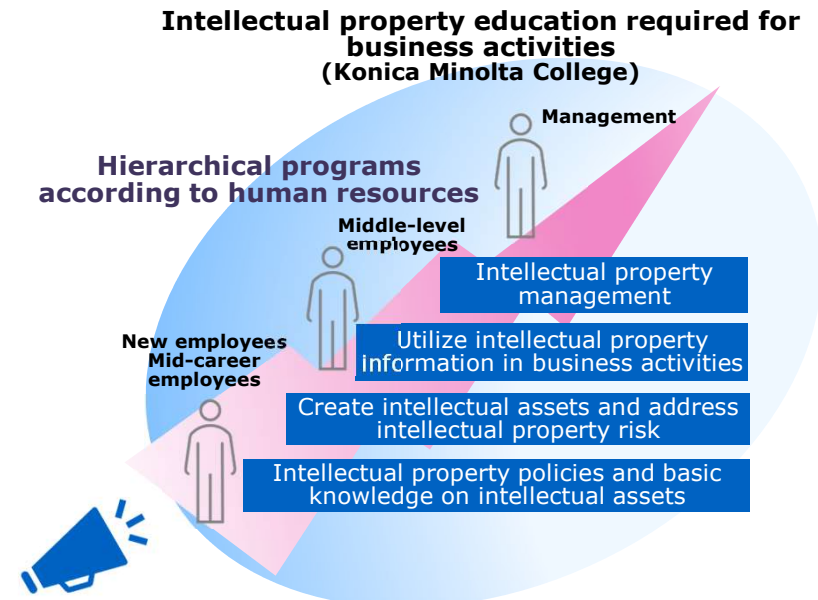 Intellectual property education required for
business activities
(Konica Minolta College)
Management
Hierarchical programs
according to human resources
Middle-level
employees
Intellectual property
management
New employees
Mid-career
employees
Utilize intellectual property
information in business activities
Create intellectual assets and address
intellectual property risk
Intellectual property policies and basic
knowledge on intellectual assets